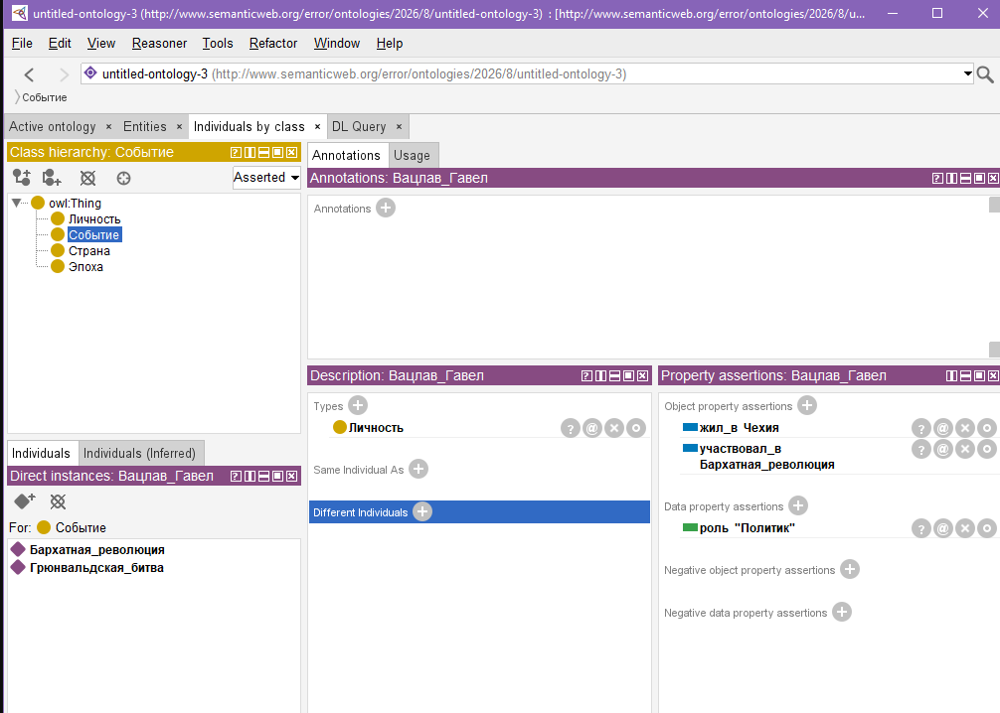 untitled-ontology-3 (http://www.semanticweb.org/error/ontologies/2026/8/untitled-ontology-3) : [http://www.semanticweb.org/error/ontologies/2026/8/u...
File Edit View Reasoner Tools Refactor Window Help
untitled-ontology-3 (http://www.semanticweb.org/error/ontologies/2026/8/untitled-ontology-3)
Событие
Active ontology × Entities × Individuals by class × DL Query ×
Class hierarchy: Событие
Asserted
owl:Thing
Личность
Событие
Страна
Эпоха
Individuals Individuals (Inferred)
Direct instances: Вацлав_Гавел
For: Событие
Бархатная_революция
Грюнвальдская_битва
Annotations Usage
Annotations: Вацлав_Гавел
Annotations
Description: Вацлав_Гавел
Types
Личность
Same Individual As
Different Individuals
Property assertions: Вацлав_Гавел
Object property assertions
жил_в Чехия
участвовал_в
Бархатная_революция
Data property assertions
роль "Политик"
Negative object property assertions
Negative data property assertions